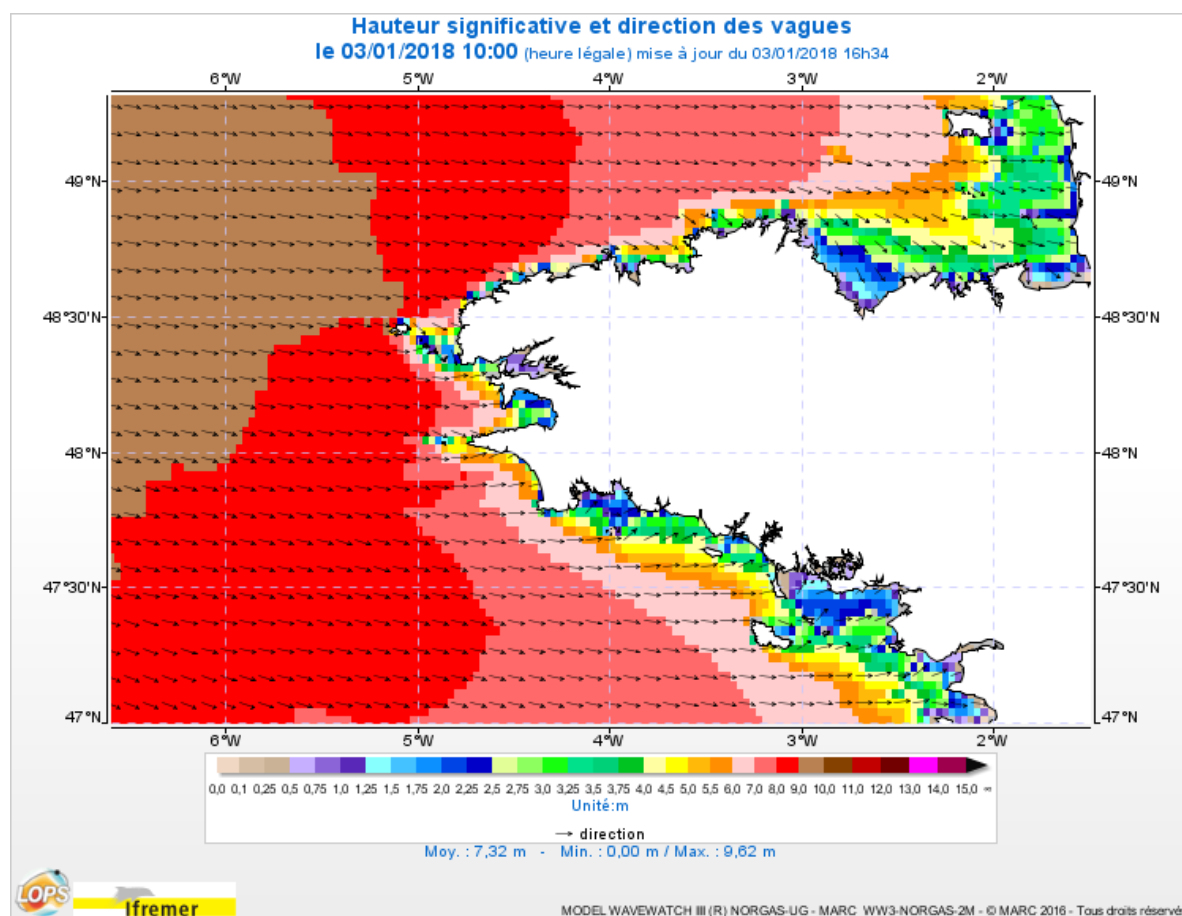 Hauteur significative et direction des vagues
le 03/01/2018 10:00 (heure légale) mise à jour du 03/01/2018 16h34
6°W 5°W 4°W 3°W 2°W
49°N 49°N
48°30'N 48°30'N
48°N 48°N
47°30'N 47°30'N
47°N 47°N
6°W 5°W 4°W 3°W 2°W
0,0 0,1 0,25 0,5 0,75 1,0 1,25 1,5 1,75 2,0 2,25 2,5 2,75 3,0 3,25 3,5 3,75 4,0 4,5 5,0 5,5 6,0 7,0 8,0 9,0 10,0 11,0 12,0 13,0 14,0 15,0 ∞
Unité:m
→ direction
Moy. : 7,32 m - Min. : 0,00 m / Max. : 9,62 m
LOPS
Ifremer
MODEL WAVEWATCH III (R) NORGAS-UG - MARC_WW3-NORGAS-2M - © MARC 2016 - Tous droits réservé